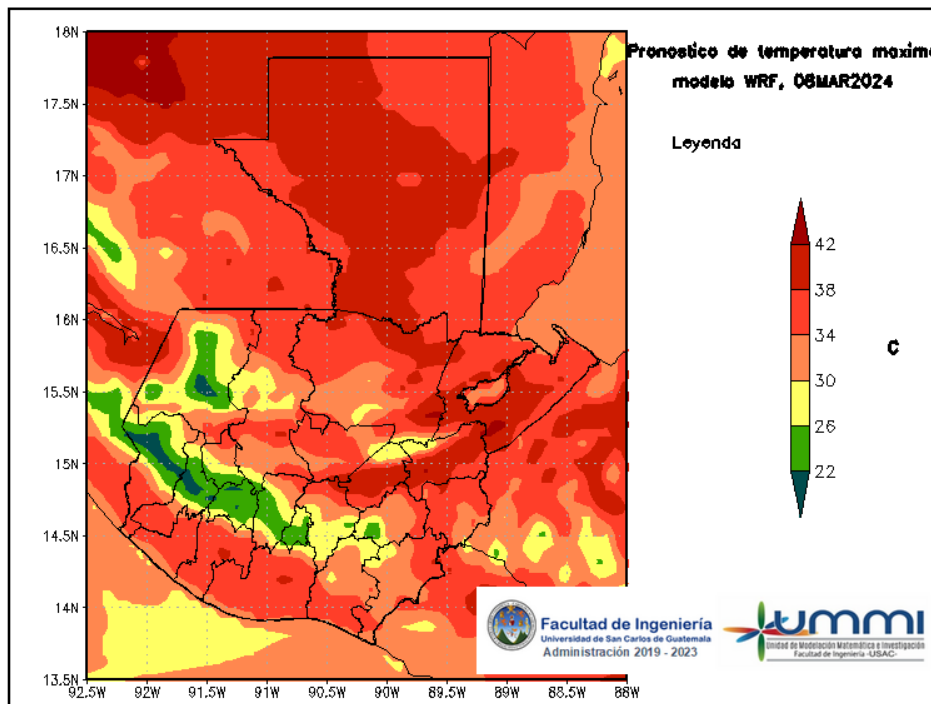 Pronostico de temperatura maxima
modelo WRF, 08MAR2024
Leyenda
18N
17.5N
17N
16.5N
16N
15.5N
15N
14.5N
14N
13.5N
92.5W 92W 91.5W 91W 90.5W 90W 89.5W 89W 88.5W 88W
42
38
34
30
26
22
C
Facultad de Ingeniería
Universidad de San Carlos de Guatemala
Administración 2019 - 2023
UMMI
Unidad de Modelación Matemática e Investigación
Facultad de Ingeniería -USAC-